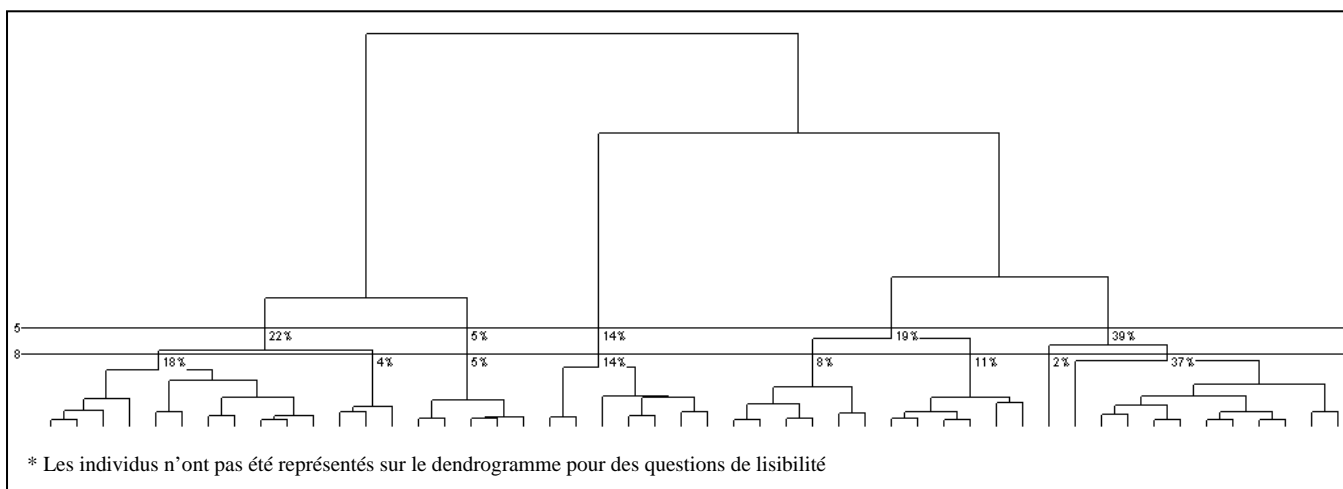 5
22% 5% 14% 19% 39%
8
18% 4% 5% 14% 8% 11% 2% 37%
* Les individus n’ont pas été représentés sur le dendrogramme pour des questions de lisibilité